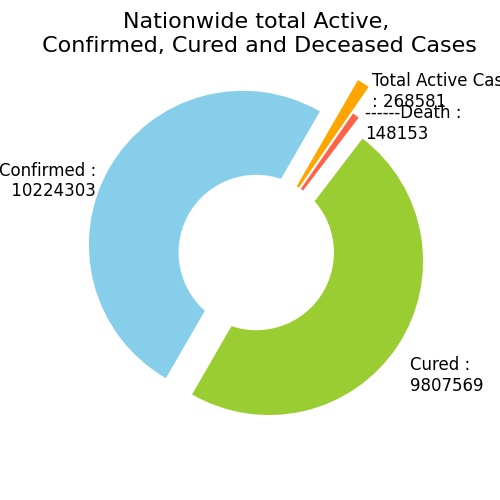 Nationwide total Active,
Confirmed, Cured and Deceased Cases
Total Active Cas
: 268581
------Death :
148153
Confirmed :
10224303
Cured :
9807569